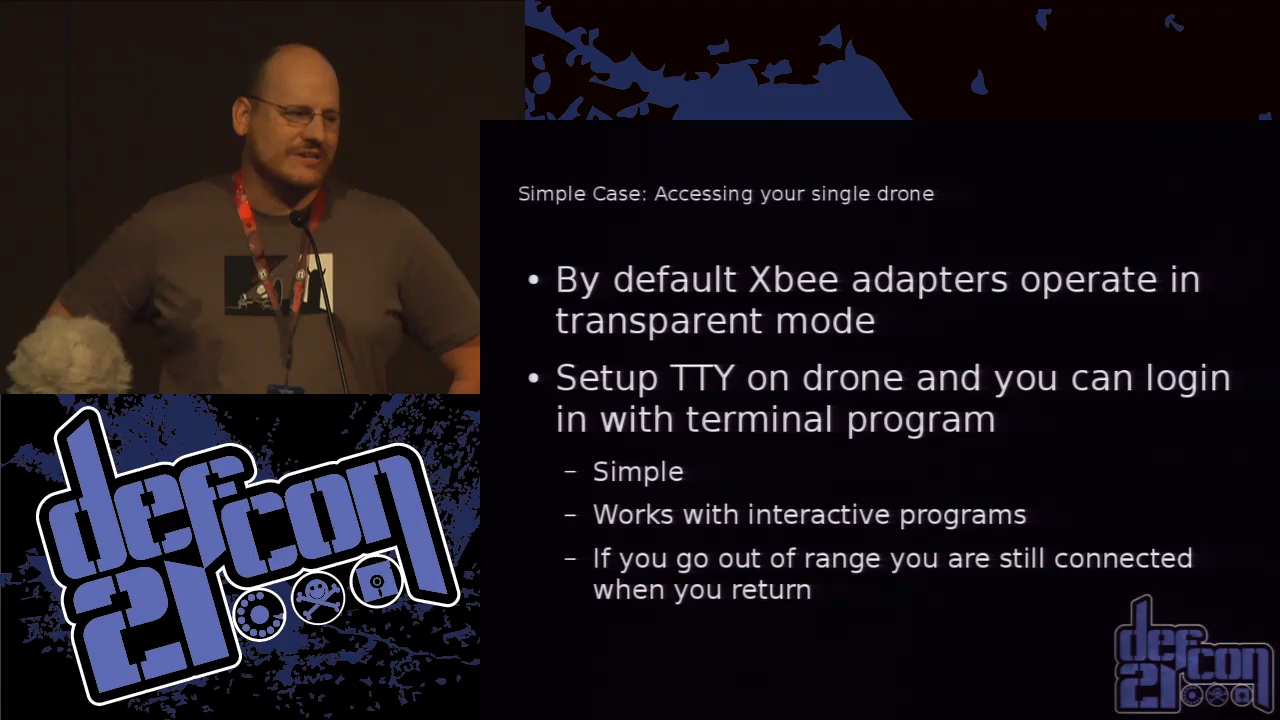 Simple Case: Accessing your single drone
• By default Xbee adapters operate in
transparent mode
• Setup TTY on drone and you can login
in with terminal program
– Simple
– Works with interactive programs
– If you go out of range you are still connected
when you return
defcon
21
defcon
21